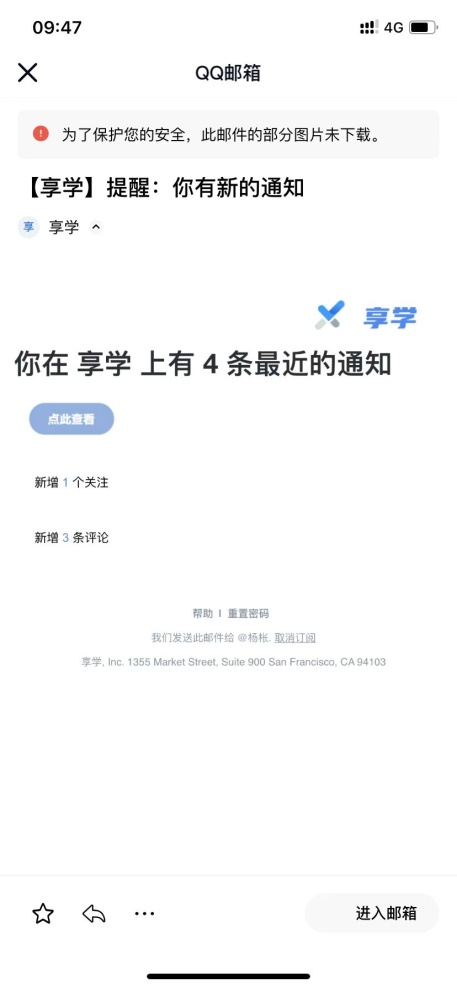 09:47
4G
QQ邮箱
为了保护您的安全，此邮件的部分图片未下载。
【享学】提醒：你有新的通知
享 享学
享学
你在 享学 上有 4 条最近的通知
点此查看
新增 1 个关注
新增 3 条评论
帮助 | 重置密码
我们发送此邮件给 @杨枨. 取消订阅
享学, Inc. 1355 Market Street, Suite 900 San Francisco, CA 94103
进入邮箱